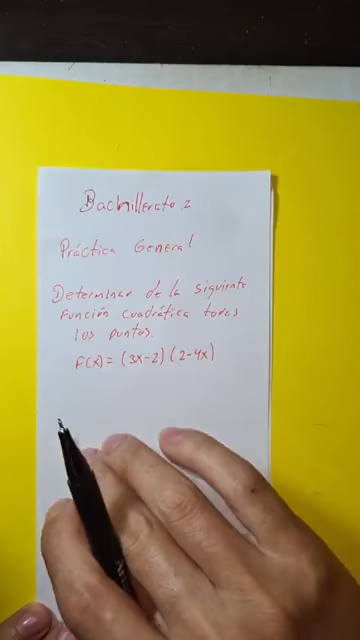 Bachillerato 2
Práctica General
Determinar de la siguiente
Función cuadrática todos
los puntos.
F(x) = (3x-2) (2-4x)